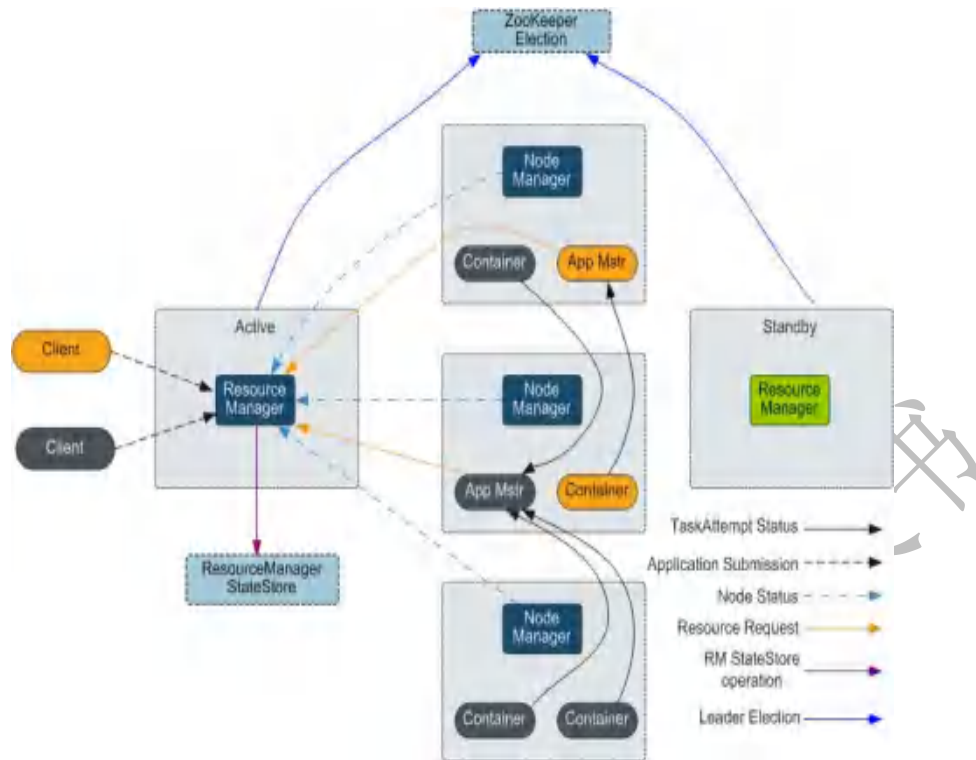 ZooKeeper
Election
Node
Manager
Container
App Mstr
Active
Client
Resource
Manager
Client
Node
Manager
App Mstr
Container
Standby
Resource
Manager
ResourceManager
StateStore
Node
Manager
Container
Container
TaskAttempt Status
Application Submission
Node Status
Resource Request
RM StateStore
operation
Leader Election